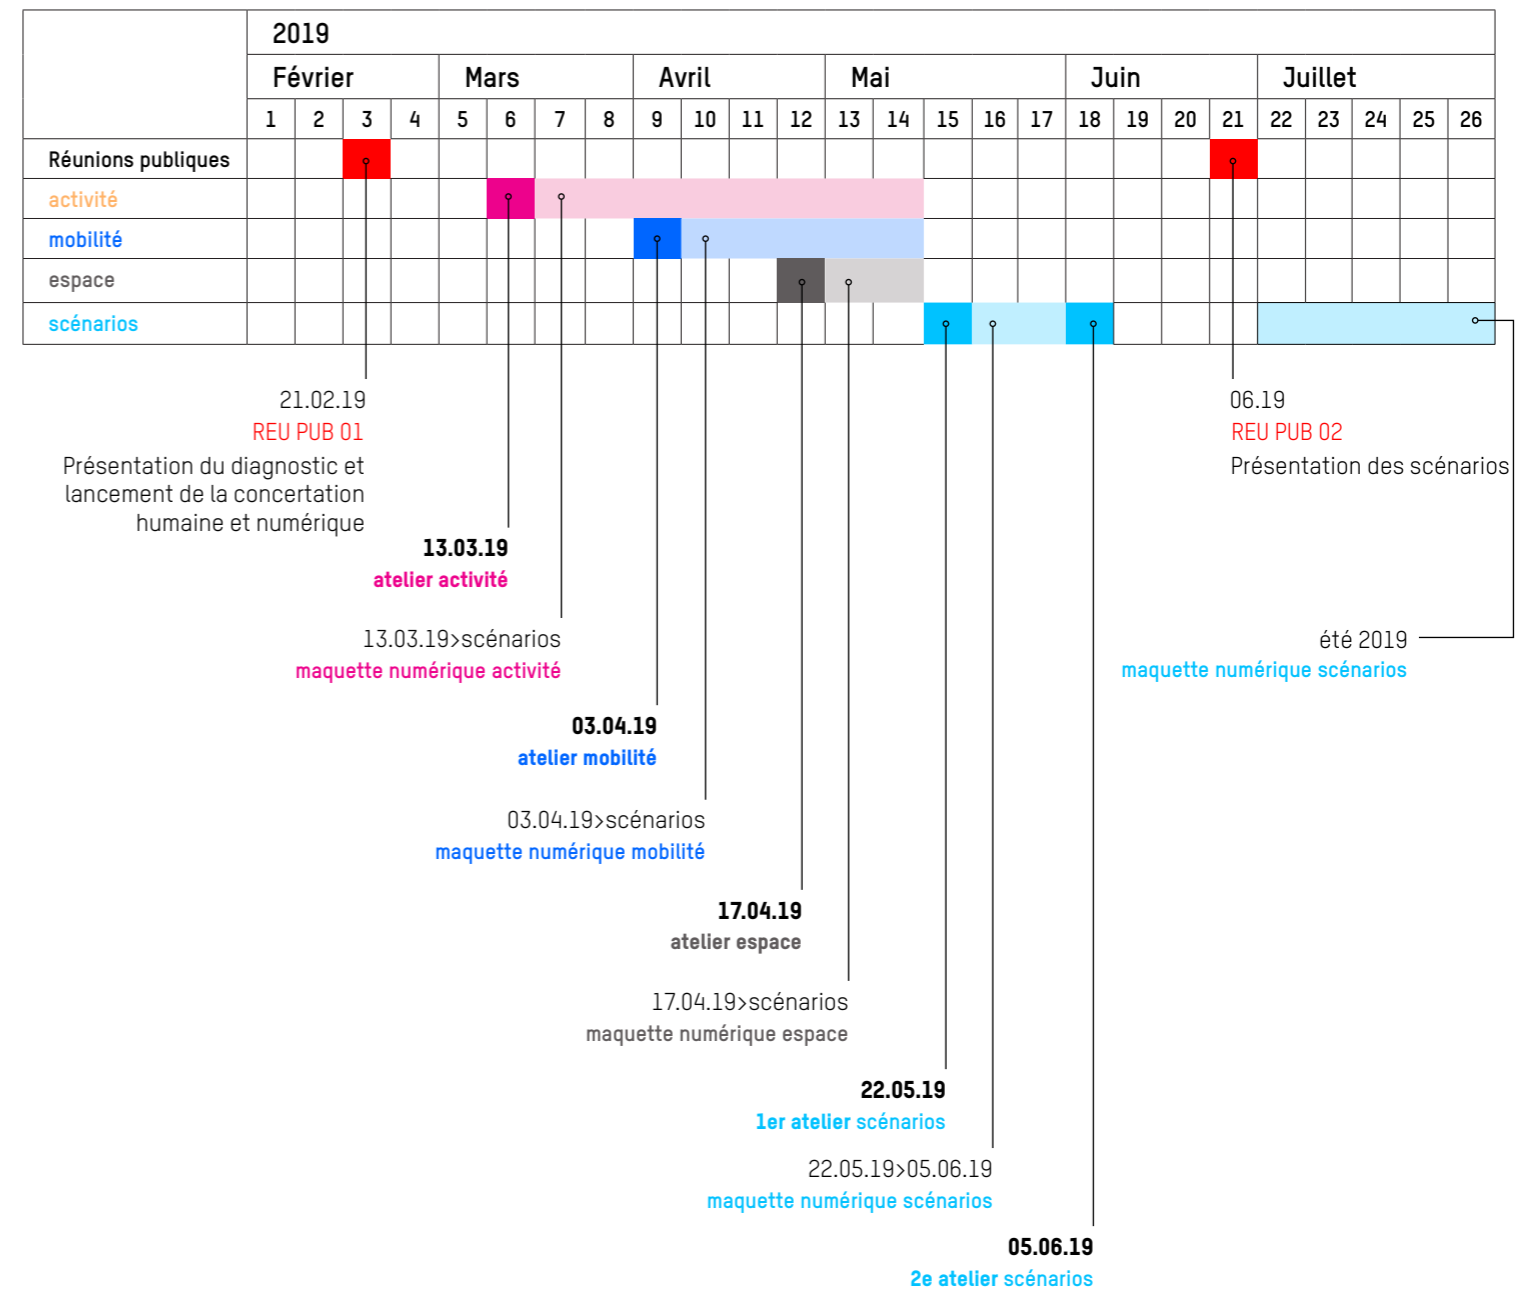 2019
Février Mars Avril Mai Juin Juillet
1 2 3 4 5 6 7 8 9 10 11 12 13 14 15 16 17 18 19 20 21 22 23 24 25 26
Réunions publiques
activité
mobilité
espace
scénarios
21.02.19
REU PUB 01
Présentation du diagnostic et
lancement de la concertation
humaine et numérique
06.19
REU PUB 02
Présentation des scénarios
13.03.19
atelier activité
13.03.19>scénarios
maquette numérique activité
été 2019
maquette numérique scénarios
03.04.19
atelier mobilité
03.04.19>scénarios
maquette numérique mobilité
17.04.19
atelier espace
17.04.19>scénarios
maquette numérique espace
22.05.19
1er atelier scénarios
22.05.19>05.06.19
maquette numérique scénarios
05.06.19
2e atelier scénarios